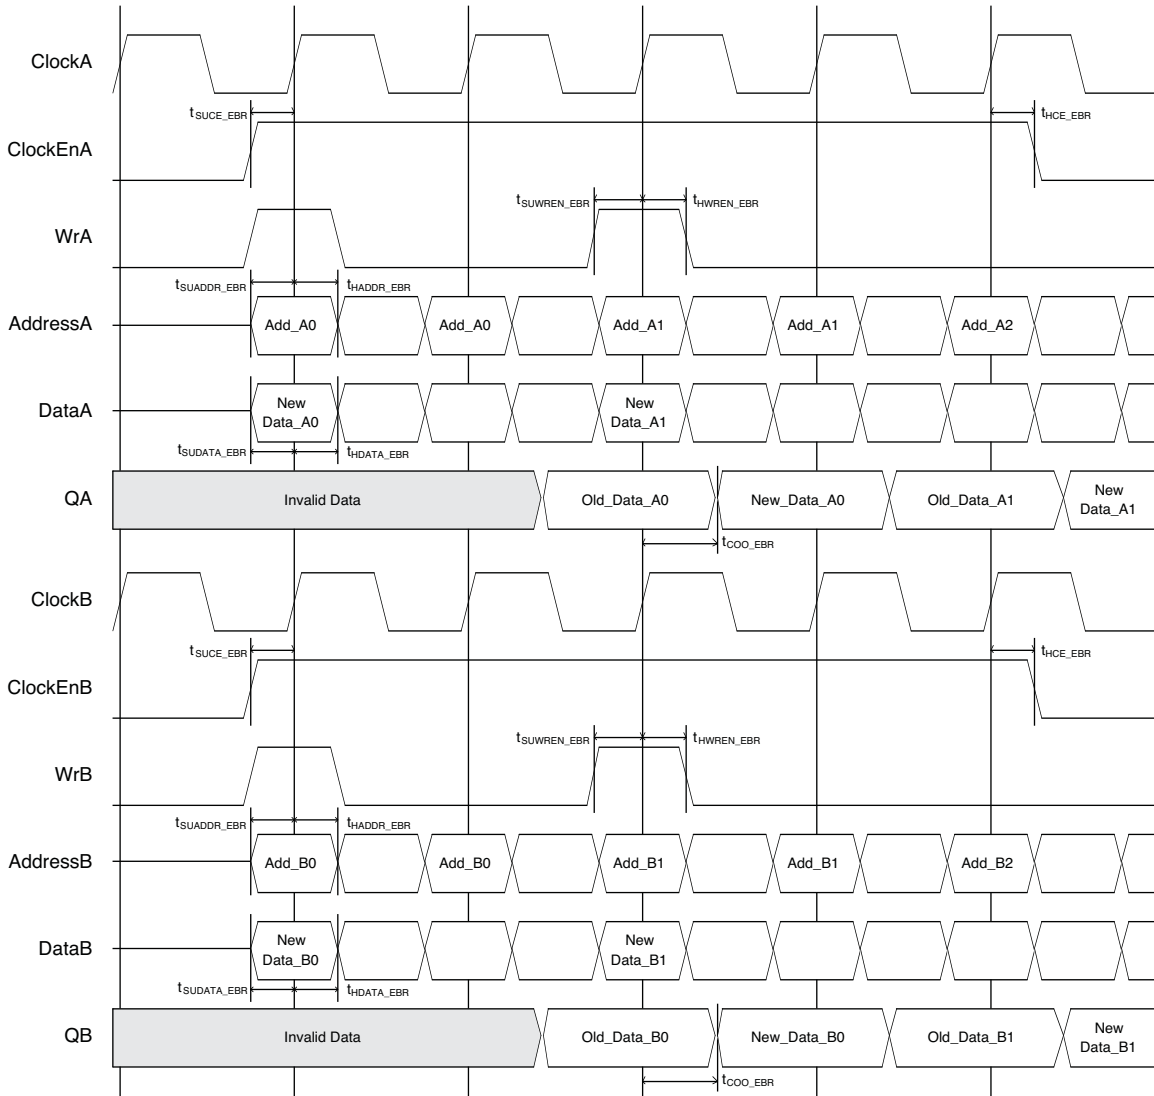 ClockA
tSUCE_EBR
tHCE_EBR
ClockEnA
tSUWREN_EBR
tHWREN_EBR
WrA
tSUADDR_EBR
tHADDR_EBR
AddressA
Add_A0
Add_A0
Add_A1
Add_A1
Add_A2
DataA
New
Data_A0
New
Data_A1
tSUDATA_EBR
tHDATA_EBR
QA
Invalid Data
Old_Data_A0
New_Data_A0
Old_Data_A1
New
Data_A1
tCOO_EBR
ClockB
tSUCE_EBR
tHCE_EBR
ClockEnB
tSUWREN_EBR
tHWREN_EBR
WrB
tSUADDR_EBR
tHADDR_EBR
AddressB
Add_B0
Add_B0
Add_B1
Add_B1
Add_B2
DataB
New
Data_B0
New
Data_B1
tSUDATA_EBR
tHDATA_EBR
QB
Invalid Data
Old_Data_B0
New_Data_B0
Old_Data_B1
New
Data_B1
tCOO_EBR